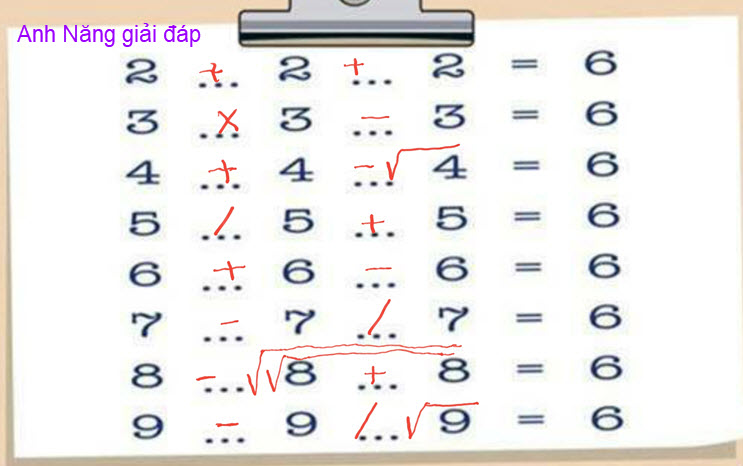 Anh Năng giải đáp
2 +... 2 +... 2 = 6
3 ×... 3 −... 3 = 6
4 +... 4 −...√4 = 6
5 /... 5 +... 5 = 6
6 +... 6 −... 6 = 6
7 −... 7 /... 7 = 6
8 −...√√8 +... 8 = 6
9 −... 9 /...√9 = 6